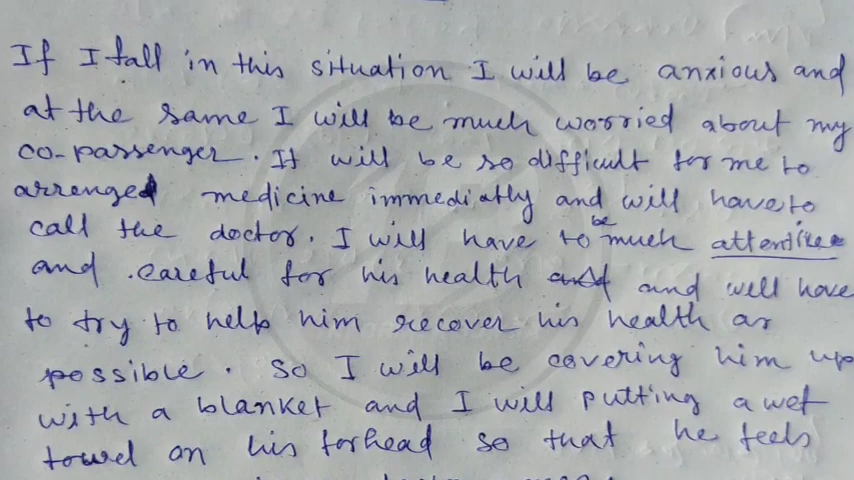 If I fall in this situation I will be anxious and
at the same I will be much worried about my
co-passenger. It will be so difficult for me to
arrenged medicine immediatly and will have to
call the doctor. I will have to be much attentive
and careful for his health and and will have
to try to help him recover his health as
possible. So I will be covering him up
with a blanket and I will putting a wet
towel on his forhead so that he feels